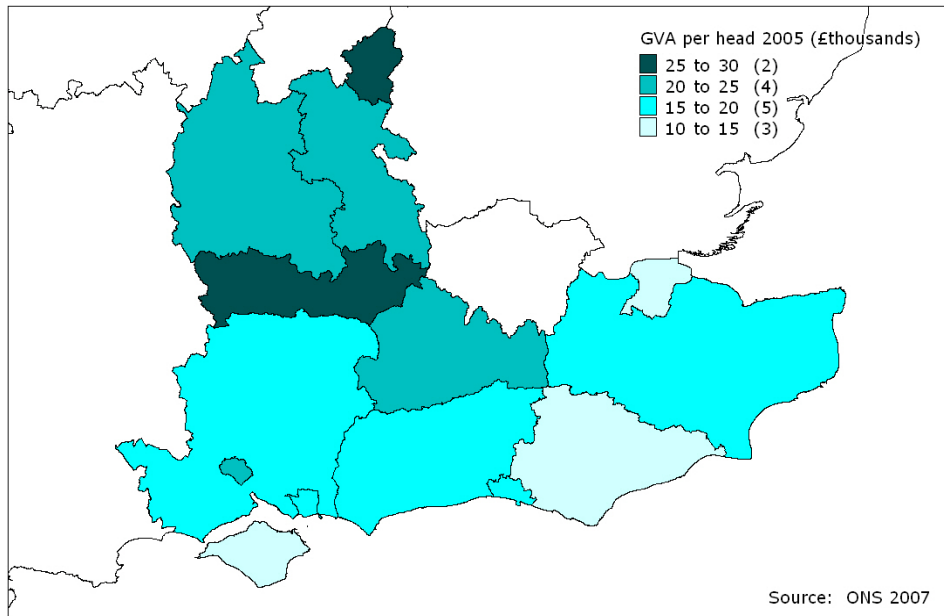 GVA per head 2005 (£thousands)
25 to 30 (2)
20 to 25 (4)
15 to 20 (5)
10 to 15 (3)
Source: ONS 2007